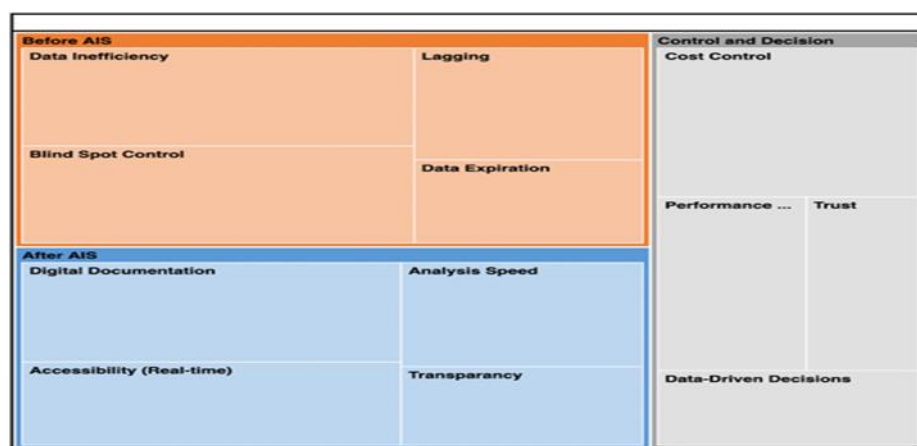 Before AIS
Data Inefficiency
Lagging
Blind Spot Control
Data Expiration
After AIS
Digital Documentation
Analysis Speed
Accessibility (Real-time)
Transparancy
Control and Decision
Cost Control
Performance ...
Trust
Data-Driven Decisions